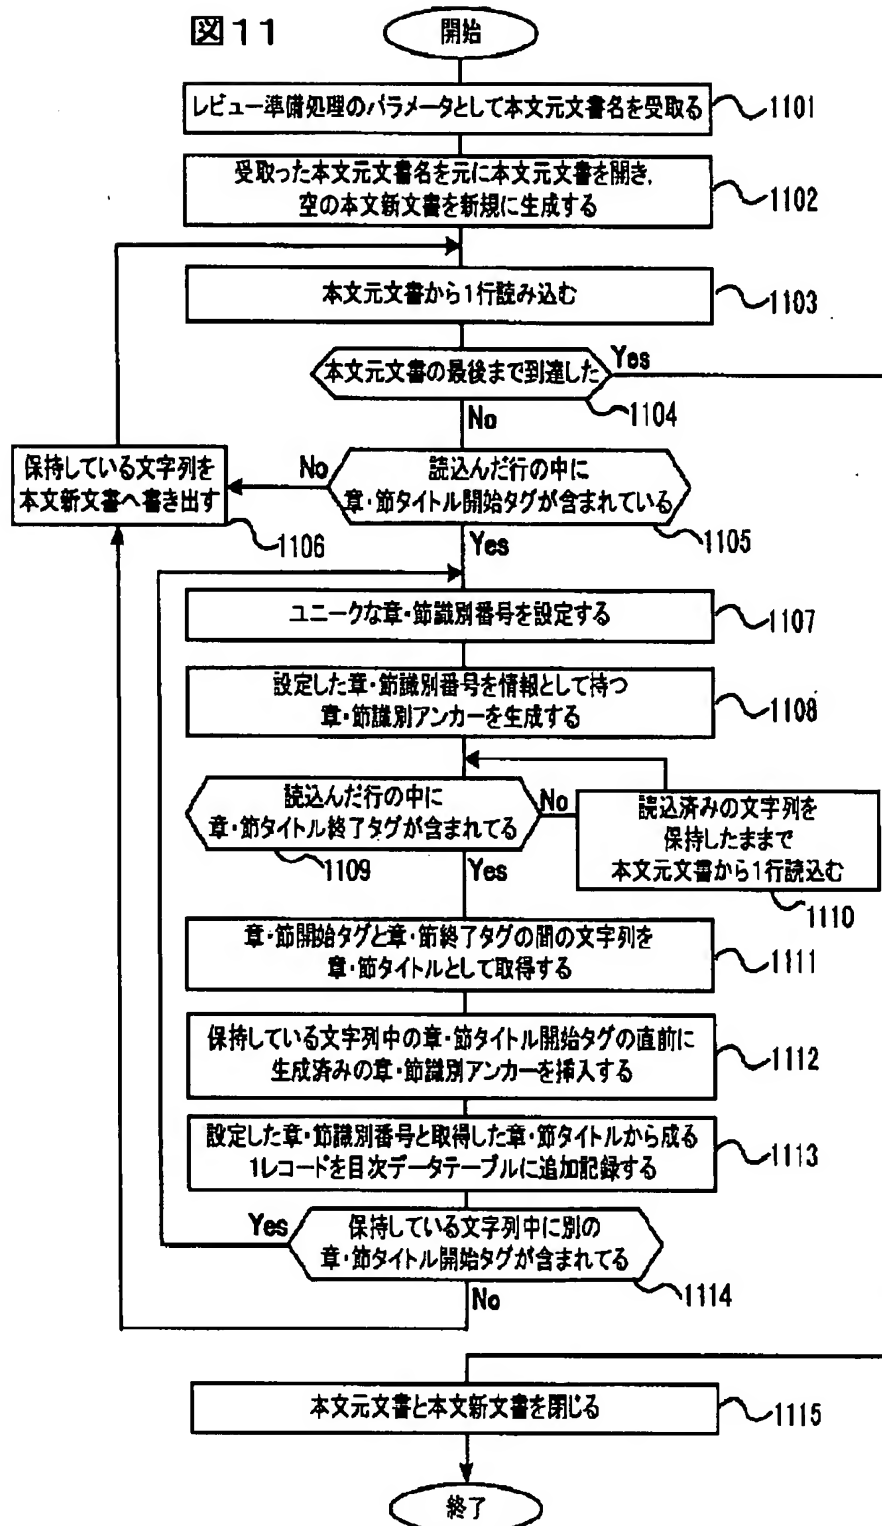 図11
開始
レビュー準備処理のパラメータとして本文元文書名を受取る
1101
受取った本文元文書名を元に本文元文書を開き,
空の本文新文書を新規に生成する
1102
本文元文書から1行読み込む
1103
本文元文書の最後まで到達した
Yes
1104
No
読込んだ行の中に
章・節タイトル開始タグが含まれている
No
1105
保持している文字列を
本文新文書へ書き出す
1106
Yes
ユニークな章・節識別番号を設定する
1107
設定した章・節識別番号を情報として持つ
章・節識別アンカーを生成する
1108
読込んだ行の中に
章・節タイトル終了タグが含まれてる
No
1109
Yes
読込済みの文字列を
保持したままで
本文元文書から1行読込む
1110
章・節開始タグと章・節終了タグの間の文字列を
章・節タイトルとして取得する
1111
保持している文字列中の章・節タイトル開始タグの直前に
生成済みの章・節識別アンカーを挿入する
1112
設定した章・節識別番号と取得した章・節タイトルから成る
1レコードを目次データテーブルに追加記録する
1113
Yes
保持している文字列中に別の
章・節タイトル開始タグが含まれてる
1114
No
本文元文書と本文新文書を閉じる
1115
終了